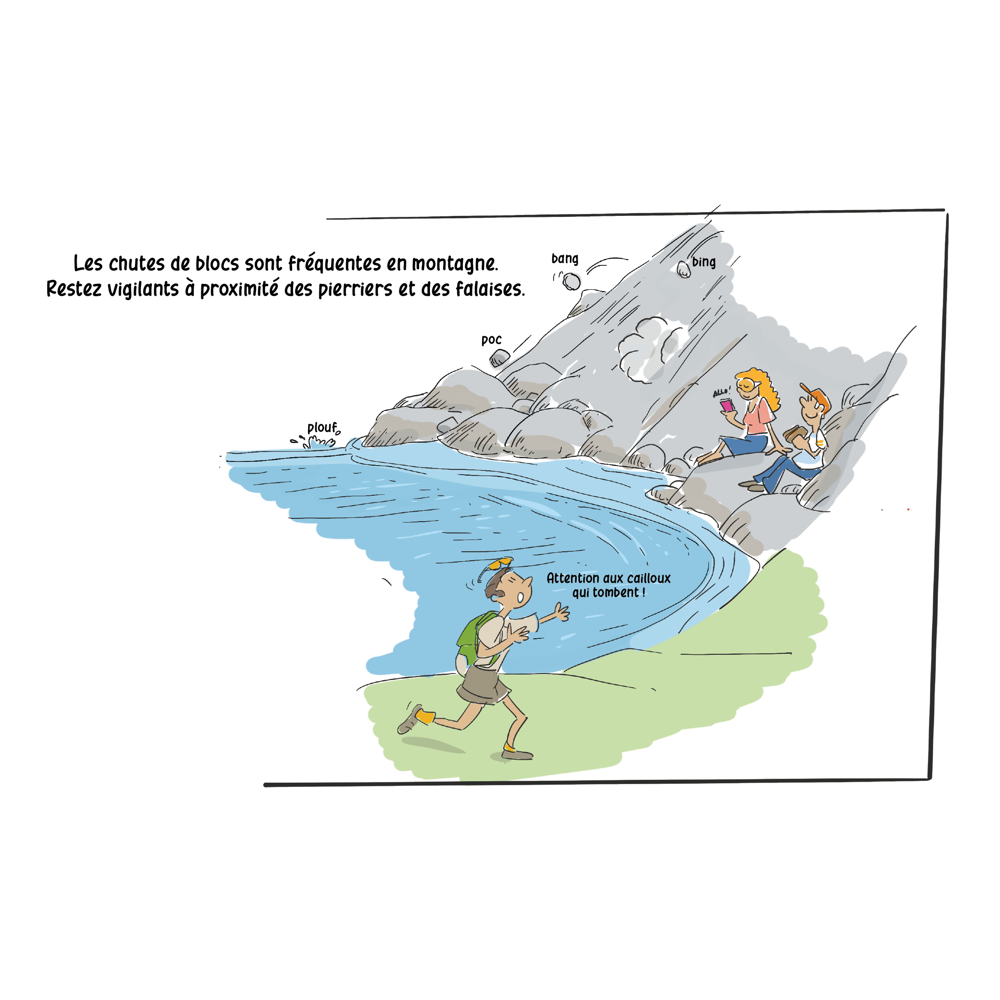 Les chutes de blocs sont fréquentes en montagne.
Restez vigilants à proximité des pierriers et des falaises.
bang
bing
poc
ALLO!
plouf
Attention aux cailloux
qui tombent !